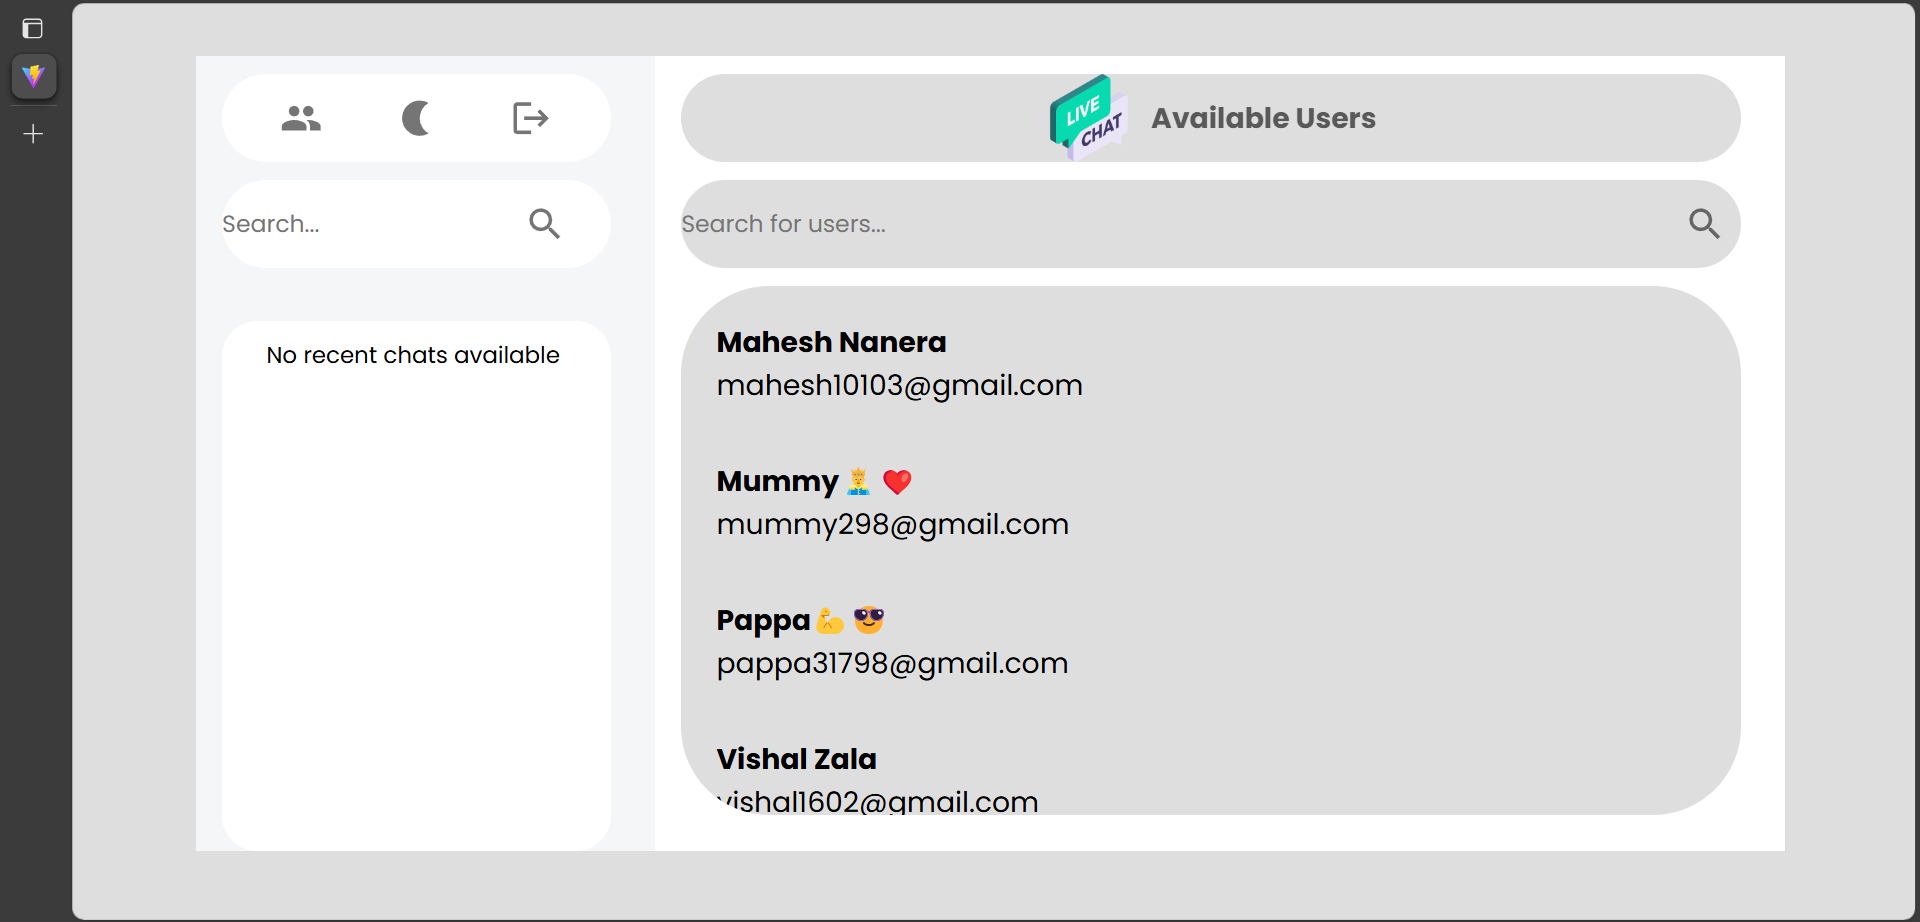 LIVE
CHAT
Available Users
Search...
Search for users...
No recent chats available
Mahesh Nanera
mahesh10103@gmail.com
Mummy🤴 ❤️
mummy298@gmail.com
Pappa💪 😎
pappa31798@gmail.com
Vishal Zala
vishal1602@gmail.com